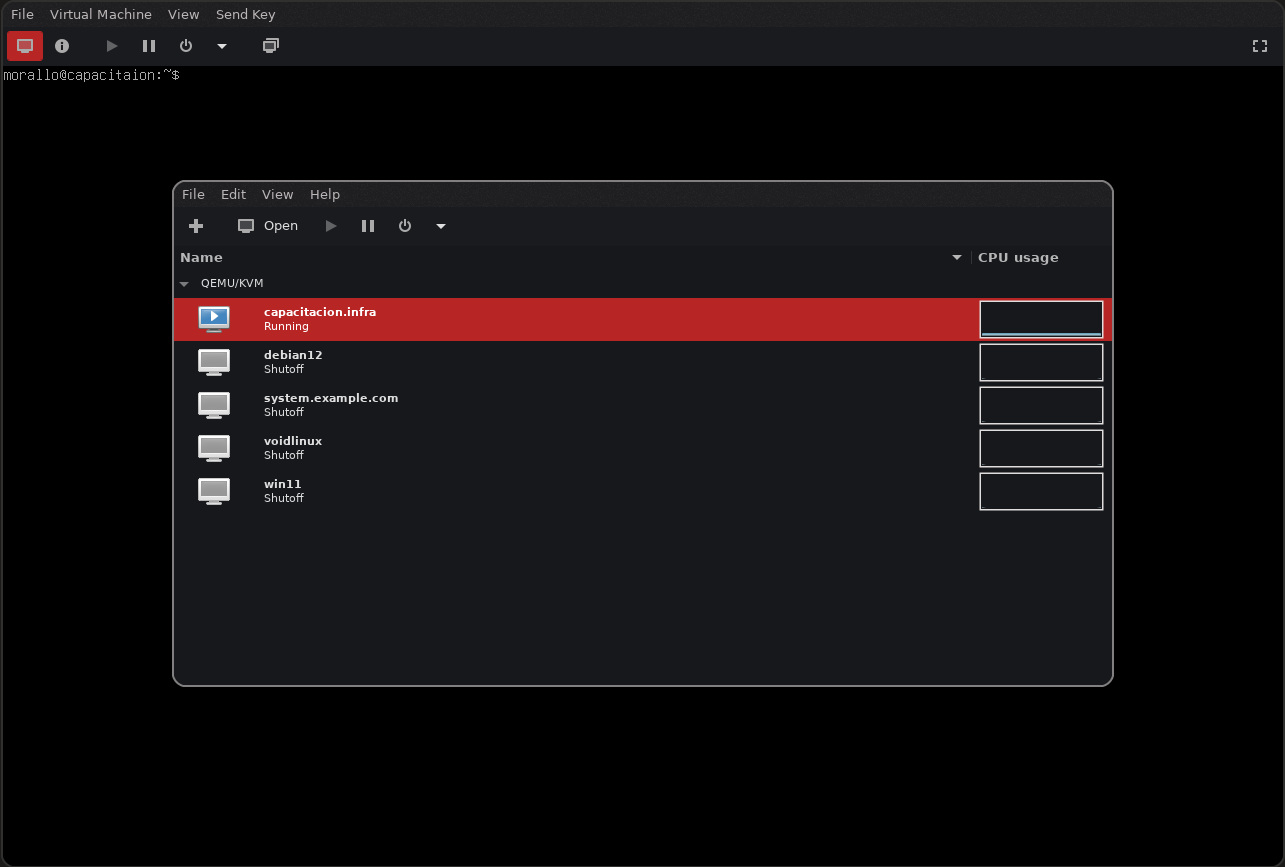 File Virtual Machine View Send Key
morallo@capacitaion:~$
File Edit View Help
Open
Name CPU usage
QEMU/KVM
capacitacion.infra
Running
debian12
Shutoff
system.example.com
Shutoff
voidlinux
Shutoff
win11
Shutoff